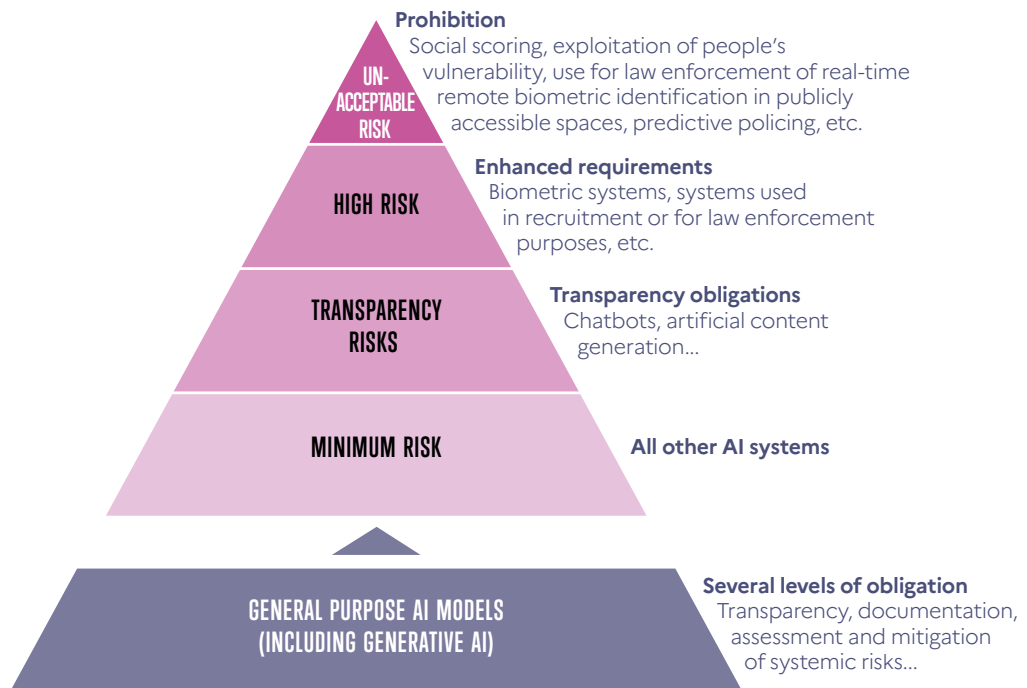 Prohibition
Social scoring, exploitation of people’s
vulnerability, use for law enforcement of real-time
remote biometric identification in publicly
accessible spaces, predictive policing, etc.
UN-
ACCEPTABLE
RISK
Enhanced requirements
Biometric systems, systems used
in recruitment or for law enforcement
purposes, etc.
HIGH RISK
Transparency obligations
Chatbots, artificial content
generation...
TRANSPARENCY
RISKS
MINIMUM RISK
All other AI systems
Several levels of obligation
Transparency, documentation,
assessment and mitigation
of systemic risks...
GENERAL PURPOSE AI MODELS
(INCLUDING GENERATIVE AI)